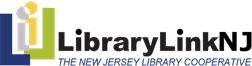 LibraryLinkNJ
THE NEW JERSEY LIBRARY COOPERATIVE